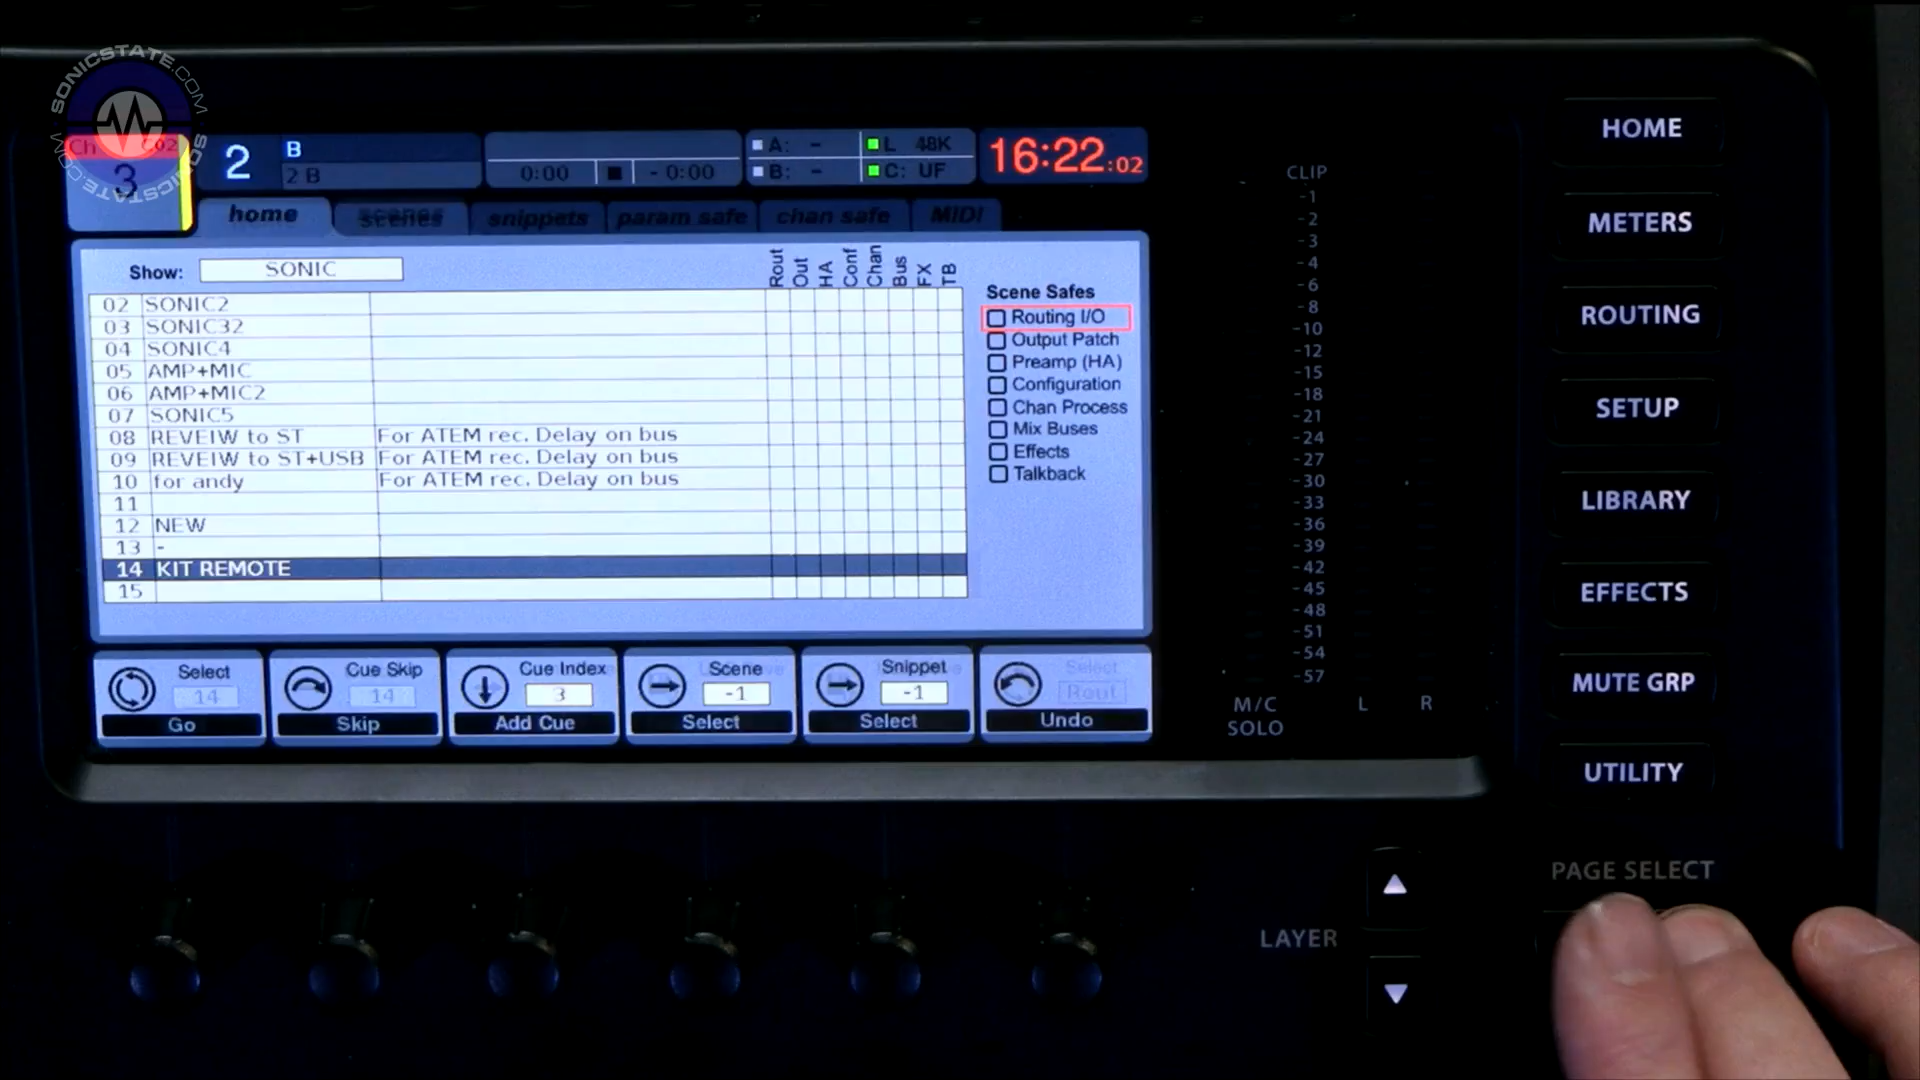 SONICSTATE.COM
SONICSTATE.COM
Ch C02
3
2 B
2 B
0:00 - 0:00
A: - L 48K
B: - C: UF
16:22:02
home scenes snippets param safe chan safe MIDI
Show: SONIC
Rout Out HA Conf Chan Bus FX TB
02 SONIC2
03 SONIC32
04 SONIC4
05 AMP+MIC
06 AMP+MIC2
07 SONIC5
08 REVEIW to ST For ATEM rec. Delay on bus
09 REVEIW to ST+USB For ATEM rec. Delay on bus
10 for andy For ATEM rec. Delay on bus
11
12 NEW
13 -
14 KIT REMOTE
15
Scene Safes
Routing I/O
Output Patch
Preamp (HA)
Configuration
Chan Process
Mix Buses
Effects
Talkback
Select
14
Go
Cue Skip
14
Skip
Cue Index
3
Add Cue
Scene
-1
Select
Snippet
-1
Select
Select
Rout
Undo
CLIP
-1
-2
-3
-4
-6
-8
-10
-12
-15
-18
-21
-24
-27
-30
-33
-36
-39
-42
-45
-48
-51
-54
-57
M/C L R
SOLO
HOME
METERS
ROUTING
SETUP
LIBRARY
EFFECTS
MUTE GRP
UTILITY
PAGE SELECT
LAYER